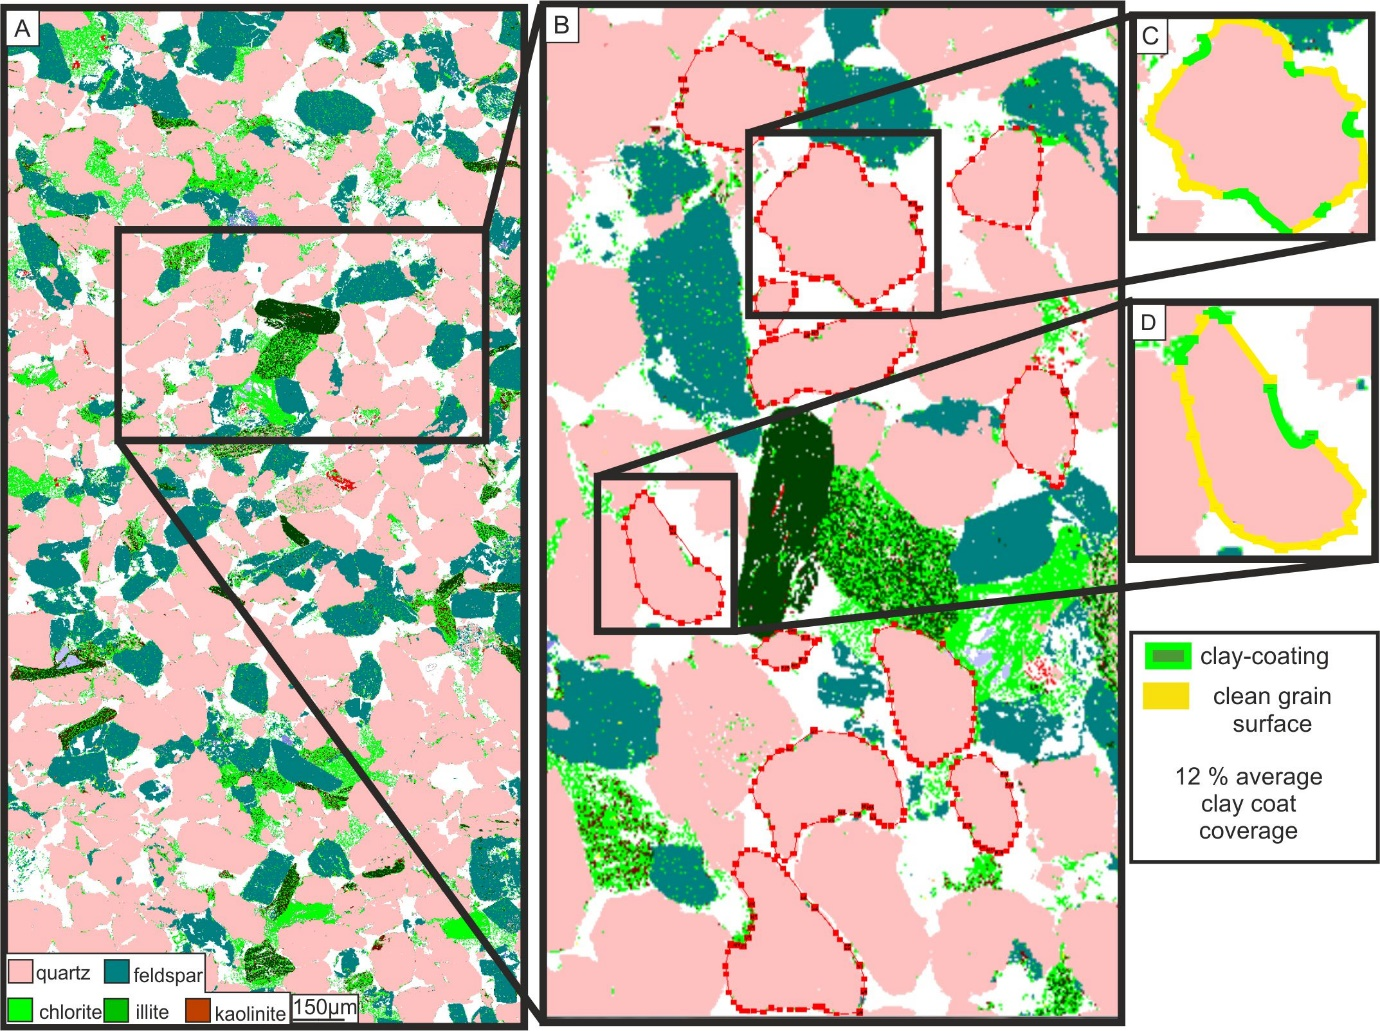 A
B
C
D
clay-coating
clean grain
surface
12 % average
clay coat
coverage
quartz
feldspar
chlorite
illite
kaolinite
150µm